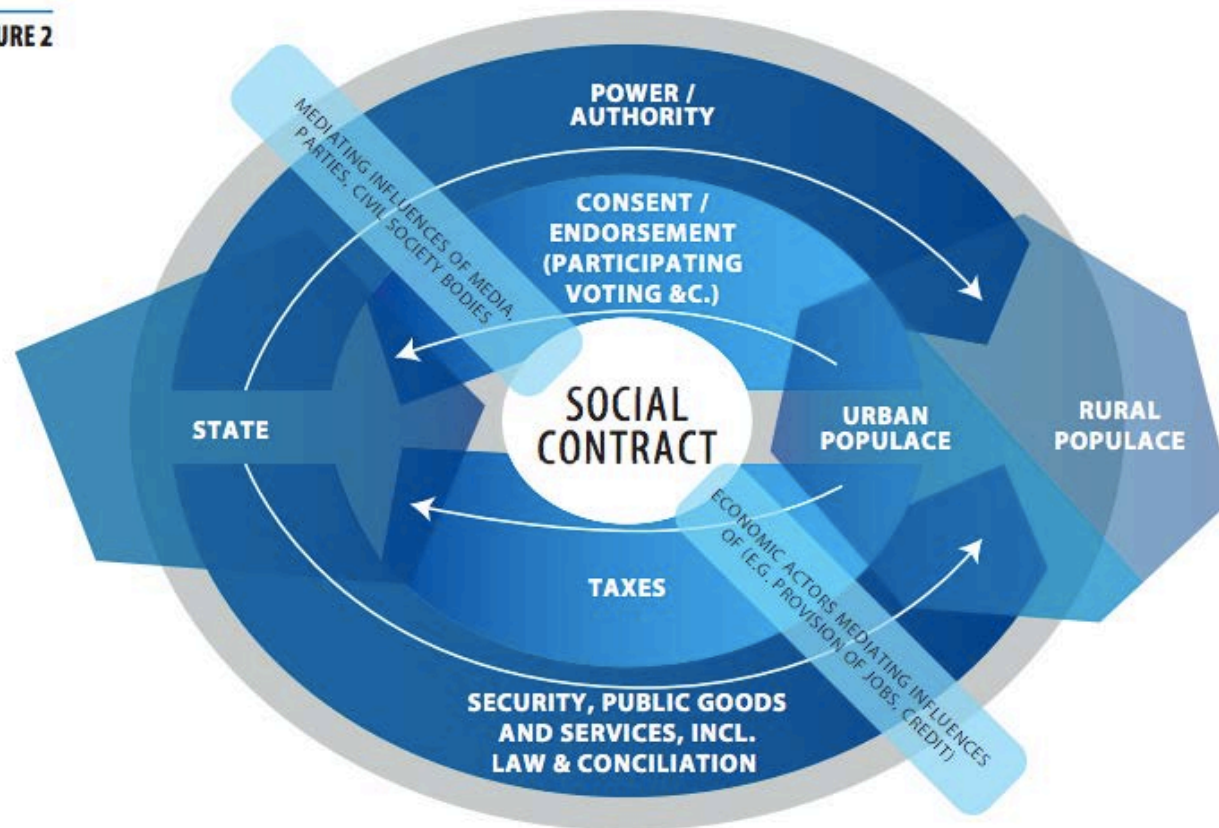 URE 2
POWER /
AUTHORITY
MEDIATING INFLUENCES OF MEDIA,
PARTIES, CIVIL SOCIETY
BODIES
CONSENT /
ENDORSEMENT
(PARTICIPATING
VOTING &C.)
STATE
SOCIAL
CONTRACT
URBAN
POPULACE
RURAL
POPULACE
TAXES
ECONOMIC ACTORS MEDIATING INFLUENCES
OF (E.G. PROVISION OF JOBS, CREDIT)
SECURITY, PUBLIC GOODS
AND SERVICES, INCL.
LAW & CONCILIATION